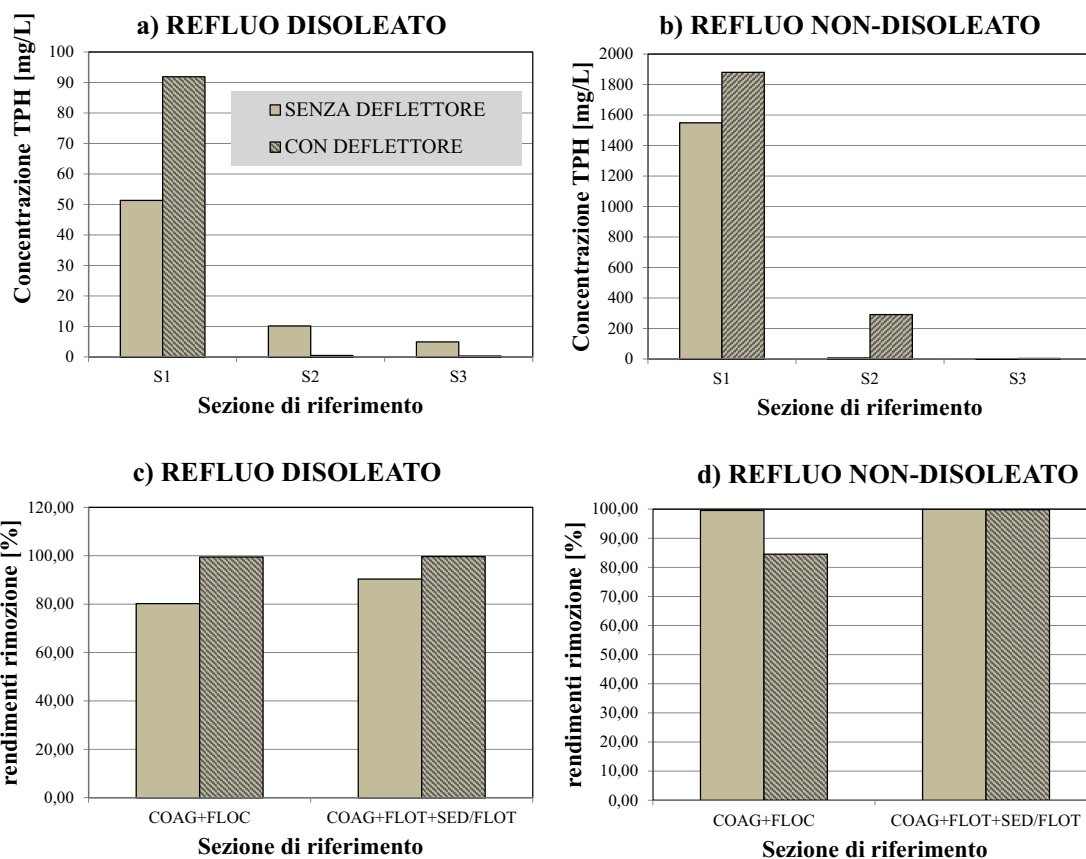 a) REFLUO DISOLEATO
Concentrazione TPH [mg/L]
100
90
80
70
60
50
40
30
20
10
0
SENZA DEFLETTORE
CON DEFLETTORE
S1 S2 S3
Sezione di riferimento
b) REFLUO NON-DISOLEATO
Concentrazione TPH [mg/L]
2000
1800
1600
1400
1200
1000
800
600
400
200
0
S1 S2 S3
Sezione di riferimento
c) REFLUO DISOLEATO
rendimenti rimozione [%]
120,00
100,00
80,00
60,00
40,00
20,00
0,00
COAG+FLOC COAG+FLOT+SED/FLOT
Sezione di riferimento
d) REFLUO NON-DISOLEATO
rendimenti rimozione [%]
100,00
90,00
80,00
70,00
60,00
50,00
40,00
30,00
20,00
10,00
0,00
COAG+FLOC COAG+FLOT+SED/FLOT
Sezione di riferimento